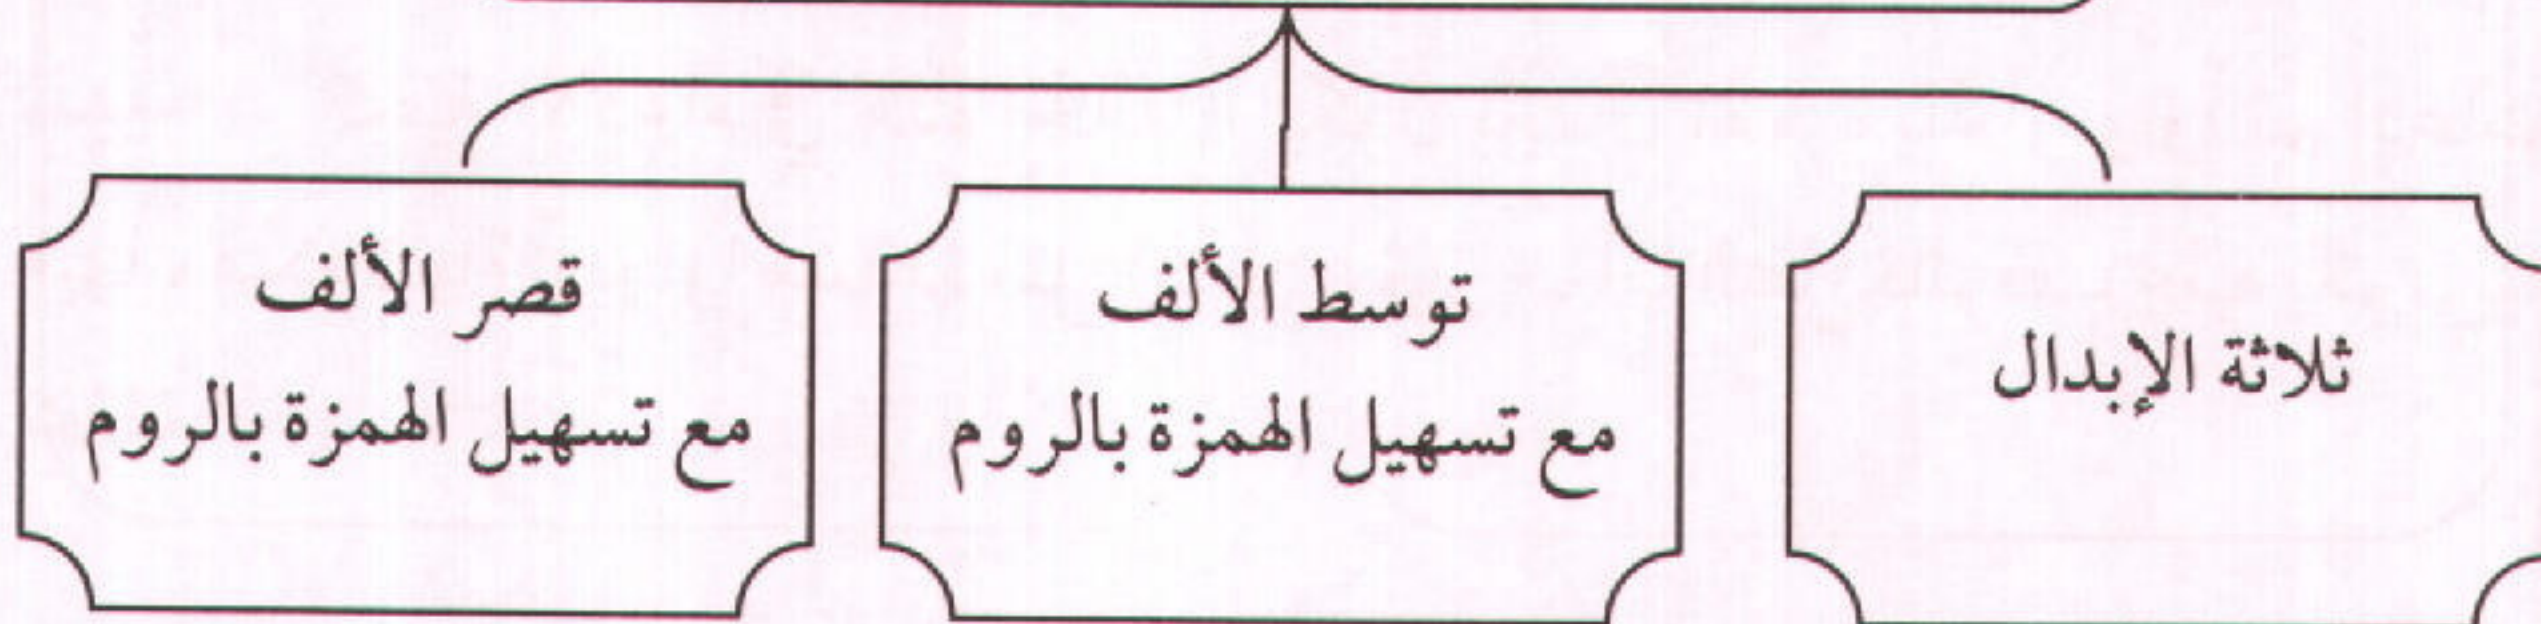 ثلاثة الإبدال
توسط الألف
مع تسهيل الهمزة بالروم
قصر الألف
مع تسهيل الهمزة بالروم